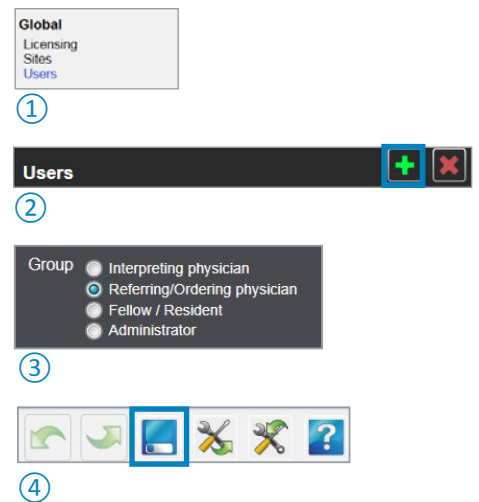 Global
Licensing
Sites
Users
1
Users
2
Group
Interpreting physician
Referring/Ordering physician
Fellow / Resident
Administrator
3
?
4